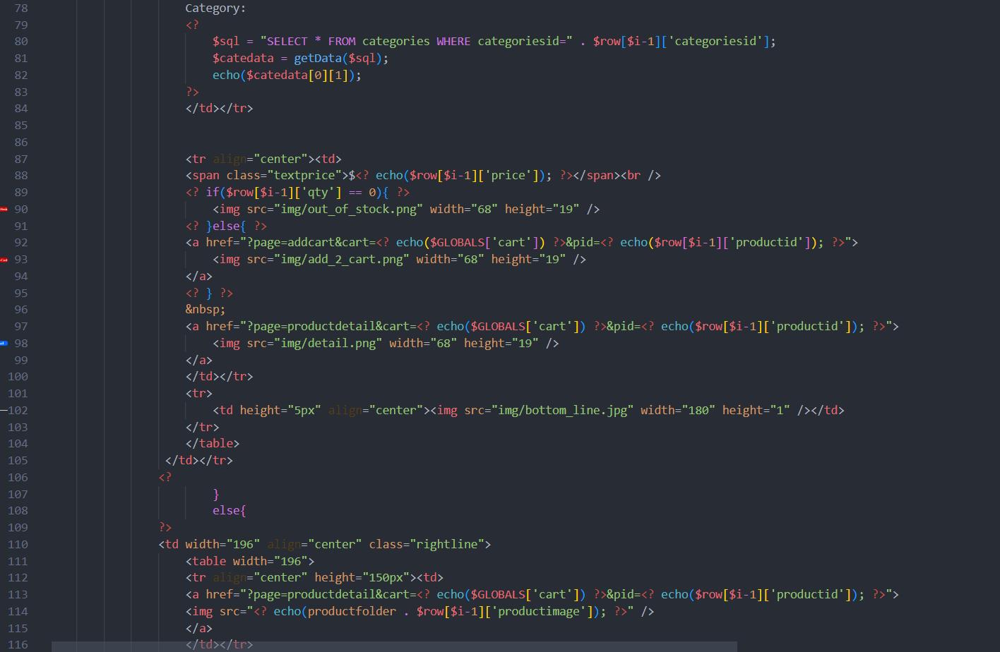 78 Category:
79 <?
80 $sql = "SELECT * FROM categories WHERE categoriesid=" . $row[$i-1]['categoriesid'];
81 $catedata = getData($sql);
82 echo($catedata[0][1]);
83 ?>
84 </td></tr>
85
86
87 <tr align="center"><td>
88 <span class="textprice">$<? echo($row[$i-1]['price']); ?></span><br />
89 <? if($row[$i-1]['qty'] == 0){ ?>
90 <img src="img/out_of_stock.png" width="68" height="19" />
91 <? }else{ ?>
92 <a href="?page=addcart&cart=<? echo($GLOBALS['cart']) ?>&pid=<? echo($row[$i-1]['productid']); ?>">
93 <img src="img/add_2_cart.png" width="68" height="19" />
94 </a>
95 <? } ?>
96 &nbsp;
97 <a href="?page=productdetail&cart=<? echo($GLOBALS['cart']) ?>&pid=<? echo($row[$i-1]['productid']); ?>">
98 <img src="img/detail.png" width="68" height="19" />
99 </a>
100 </td></tr>
101 <tr>
102 <td height="5px" align="center"><img src="img/bottom_line.jpg" width="180" height="1" /></td>
103 </tr>
104 </table>
105 </td></tr>
106 <?
107 }
108 else{
109 ?>
110 <td width="196" align="center" class="rightline">
111 <table width="196">
112 <tr align="center" height="150px"><td>
113 <a href="?page=productdetail&cart=<? echo($GLOBALS['cart']) ?>&pid=<? echo($row[$i-1]['productid']); ?>">
114 <img src="<? echo(productfolder . $row[$i-1]['productimage']); ?>" />
115 </a>
116 </td></tr>